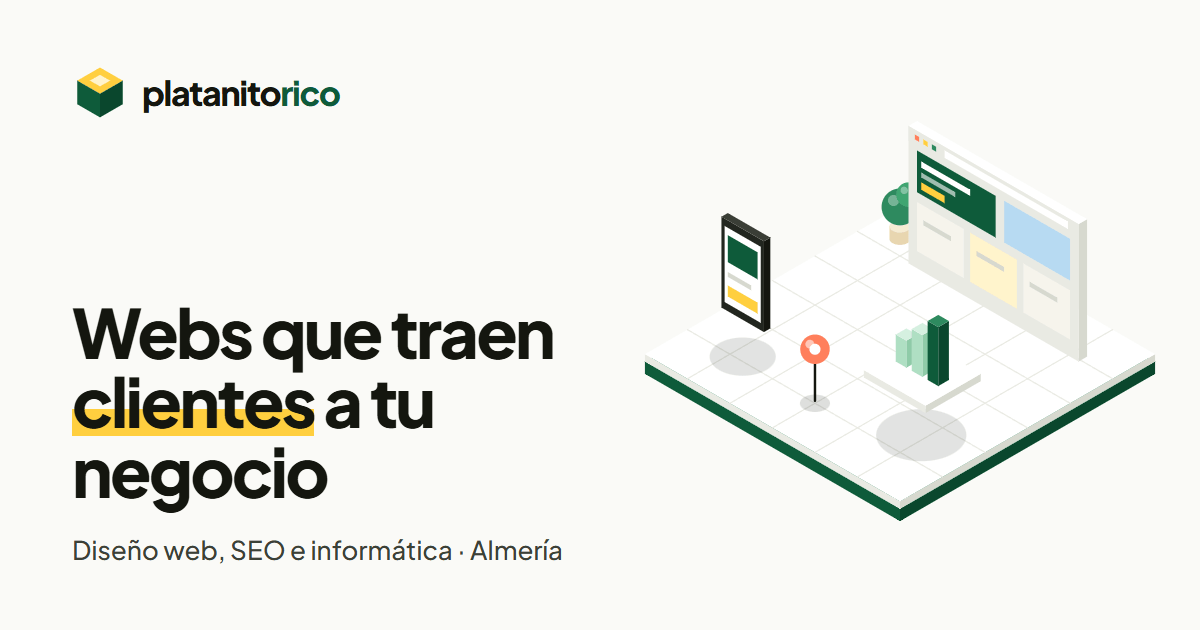 platanitorico
Webs que traen
clientes a tu
negocio
Diseño web, SEO e informática · Almería